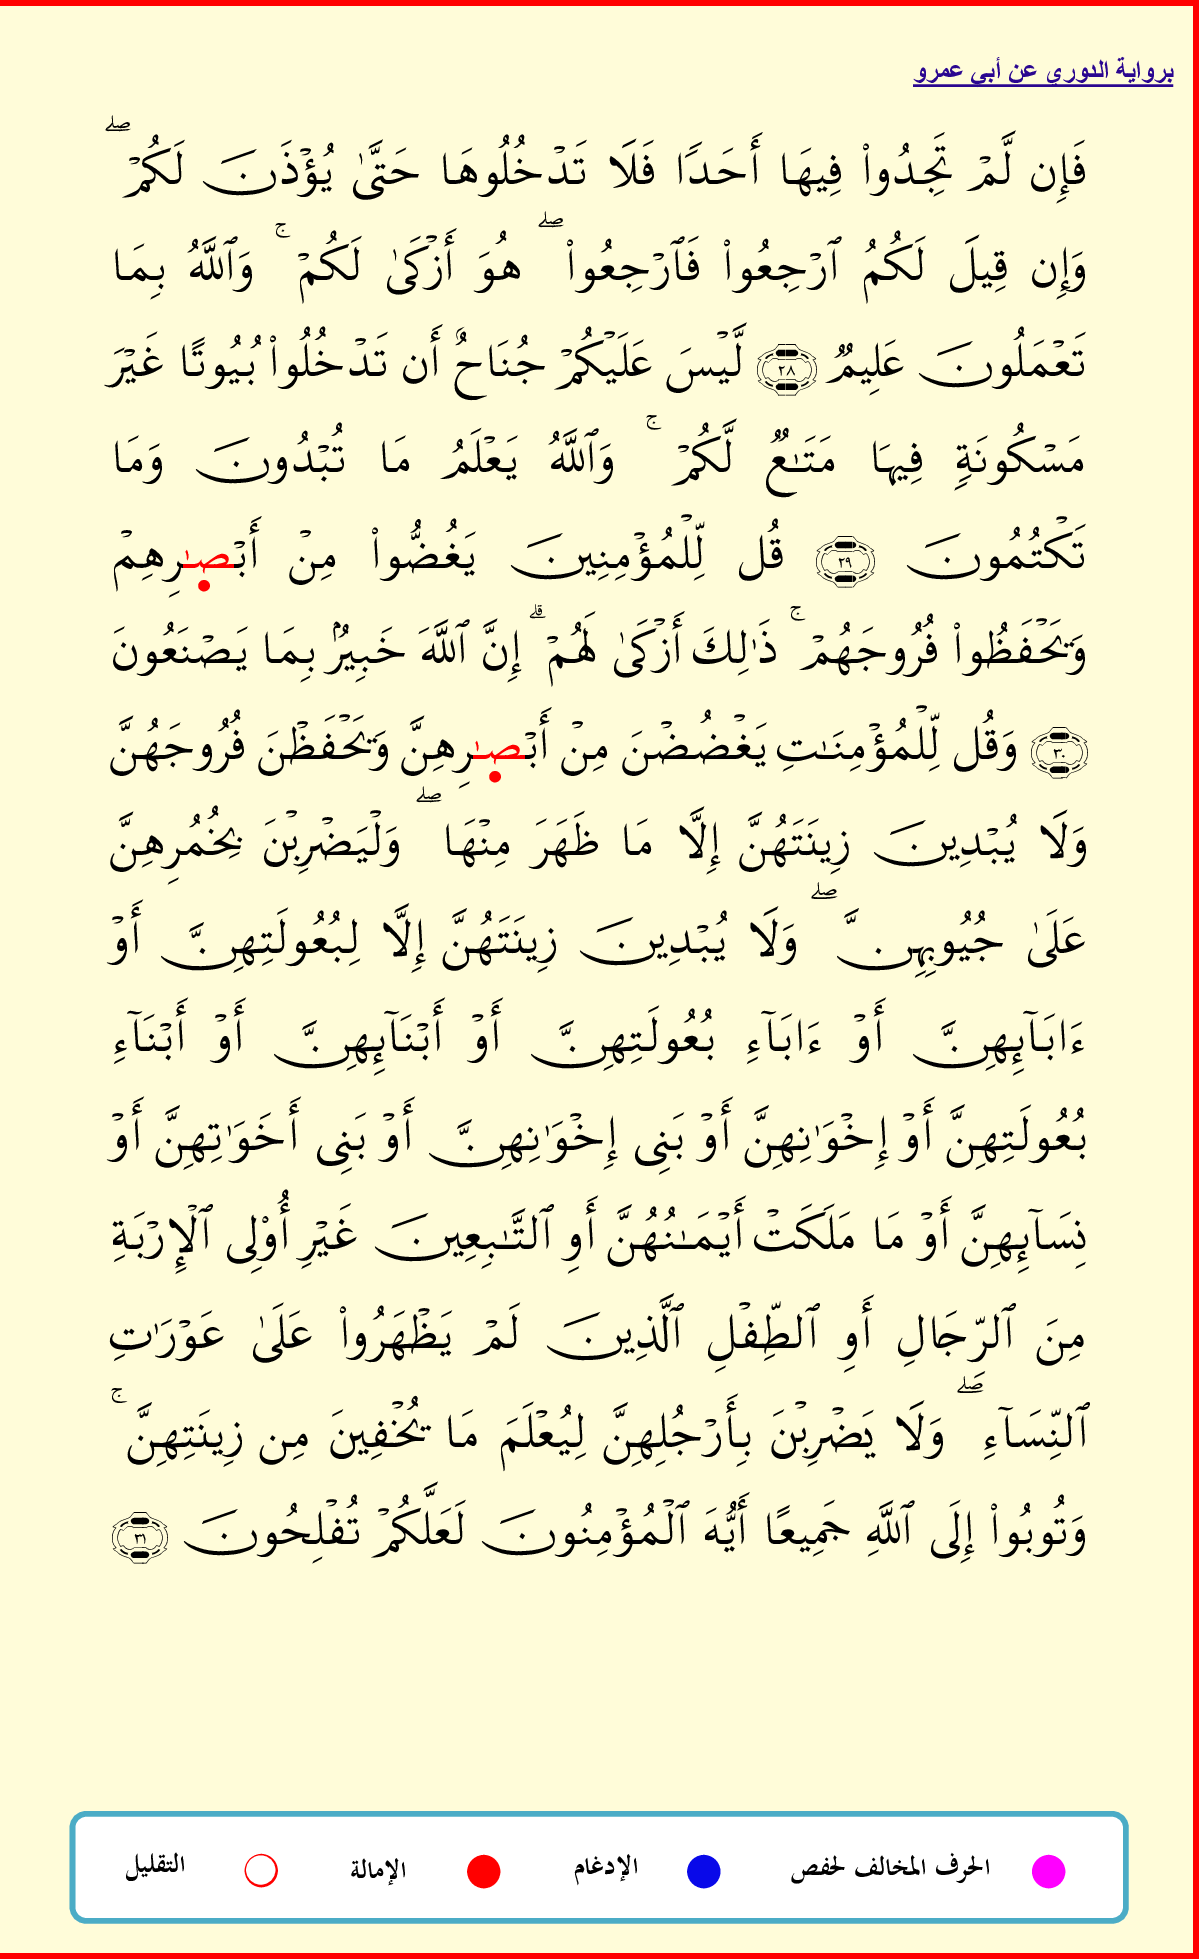 برواية الدوري عن أبي عمرو
فَإِن لَّمْ تَجِدُوا۟ فِيهَا أَحَدًا فَلَا تَدْخُلُوهَا حَتَّىٰ يُؤْذَنَ لَكُمْ ۖ
وَإِن قِيلَ لَكُمُ ٱرْجِعُوا۟ فَٱرْجِعُوا۟ ۖ هُوَ أَزْكَىٰ لَكُمْ ۚ وَٱللَّهُ بِمَا
تَعْمَلُونَ عَلِيمٌ ٢٨ لَّيْسَ عَلَيْكُمْ جُنَاحٌ أَن تَدْخُلُوا۟ بُيُوتًا غَيْرَ
مَسْكُونَةٍ فِيهَا مَتَـٰعٌ لَّكُمْ ۚ وَٱللَّهُ يَعْلَمُ مَا تُبْدُونَ وَمَا
تَكْتُمُونَ ٢٩ قُل لِّلْمُؤْمِنِينَ يَغُضُّوا۟ مِنْ أَبْصَـٰرِهِمْ
وَيَحْفَظُوا۟ فُرُوجَهُمْ ۚ ذَٰلِكَ أَزْكَىٰ لَهُمْ ۗ إِنَّ ٱللَّهَ خَبِيرٌۢ بِمَا يَصْنَعُونَ
٣٠ وَقُل لِّلْمُؤْمِنَـٰتِ يَغْضُضْنَ مِنْ أَبْصَـٰرِهِنَّ وَيَحْفَظْنَ فُرُوجَهُنَّ
وَلَا يُبْدِينَ زِينَتَهُنَّ إِلَّا مَا ظَهَرَ مِنْهَا ۖ وَلْيَضْرِبْنَ بِخُمُرِهِنَّ
عَلَىٰ جُيُوبِهِنَّ ۖ وَلَا يُبْدِينَ زِينَتَهُنَّ إِلَّا لِبُعُولَتِهِنَّ أَوْ
ءَابَآئِهِنَّ أَوْ ءَابَآءِ بُعُولَتِهِنَّ أَوْ أَبْنَآئِهِنَّ أَوْ أَبْنَآءِ
بُعُولَتِهِنَّ أَوْ إِخْوَٰنِهِنَّ أَوْ بَنِى إِخْوَٰنِهِنَّ أَوْ بَنِى أَخَوَٰتِهِنَّ أَوْ
نِسَآئِهِنَّ أَوْ مَا مَلَكَتْ أَيْمَـٰنُهُنَّ أَوِ ٱلتَّـٰبِعِينَ غَيْرِ أُو۟لِى ٱلْإِرْبَةِ
مِنَ ٱلرِّجَالِ أَوِ ٱلطِّفْلِ ٱلَّذِينَ لَمْ يَظْهَرُوا۟ عَلَىٰ عَوْرَٰتِ
ٱلنِّسَآءِ ۖ وَلَا يَضْرِبْنَ بِأَرْجُلِهِنَّ لِيُعْلَمَ مَا يُخْفِينَ مِن زِينَتِهِنَّ ۚ
وَتُوبُوا۟ إِلَى ٱللَّهِ جَمِيعًا أَيُّهَ ٱلْمُؤْمِنُونَ لَعَلَّكُمْ تُفْلِحُونَ ٣١
الحرف المخالف لحفص الإدغام الإمالة التقليل